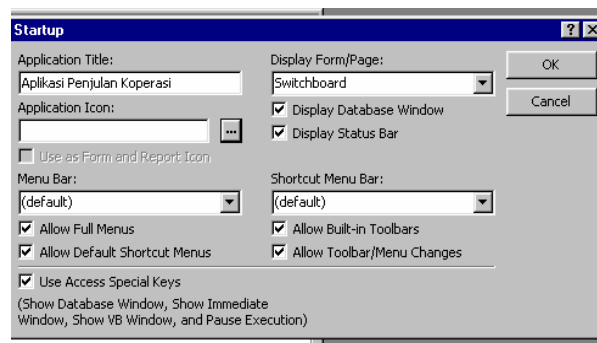 Startup
Application Title:
Aplikasi Penjulan Koperasi
Application Icon:
...
Use as Form and Report Icon
Menu Bar:
(default)
Allow Full Menus
Allow Default Shortcut Menus
Display Form/Page:
Switchboard
Display Database Window
Display Status Bar
Shortcut Menu Bar:
(default)
Allow Built-in Toolbars
Allow Toolbar/Menu Changes
Use Access Special Keys
(Show Database Window, Show Immediate
Window, Show VB Window, and Pause Execution)
OK
Cancel